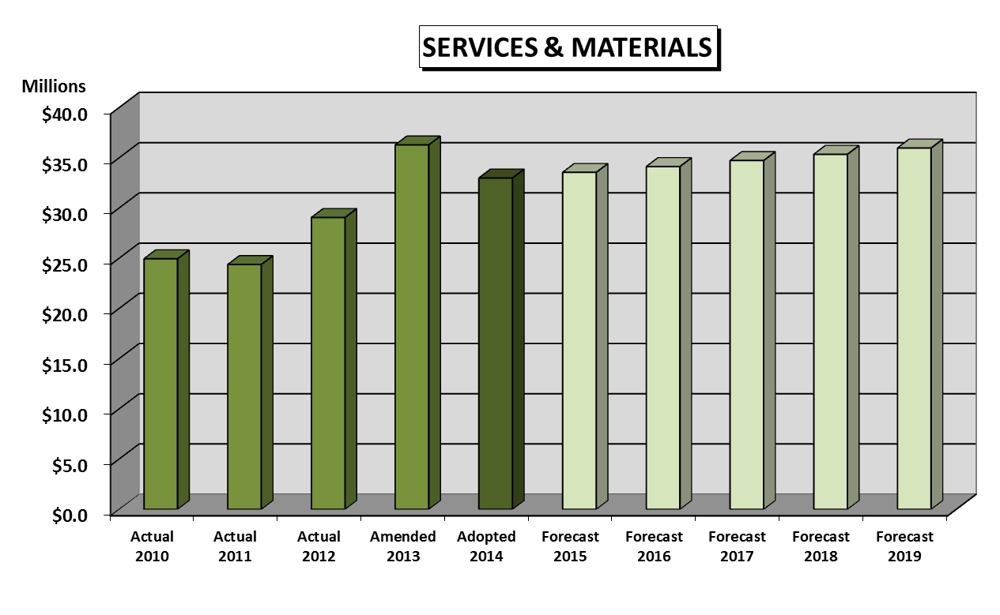 SERVICES & MATERIALS
Millions
$40.0
$35.0
$30.0
$25.0
$20.0
$15.0
$10.0
$5.0
$0.0
Actual Actual Actual Amended Adopted Forecast Forecast Forecast Forecast Forecast
2010 2011 2012 2013 2014 2015 2016 2017 2018 2019